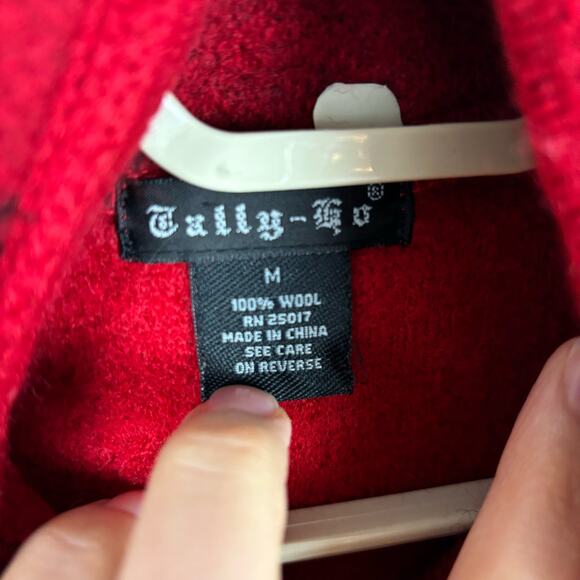 Tally-Ho®
M
100% WOOL
RN 25017
MADE IN CHINA
SEE CARE
ON REVERSE